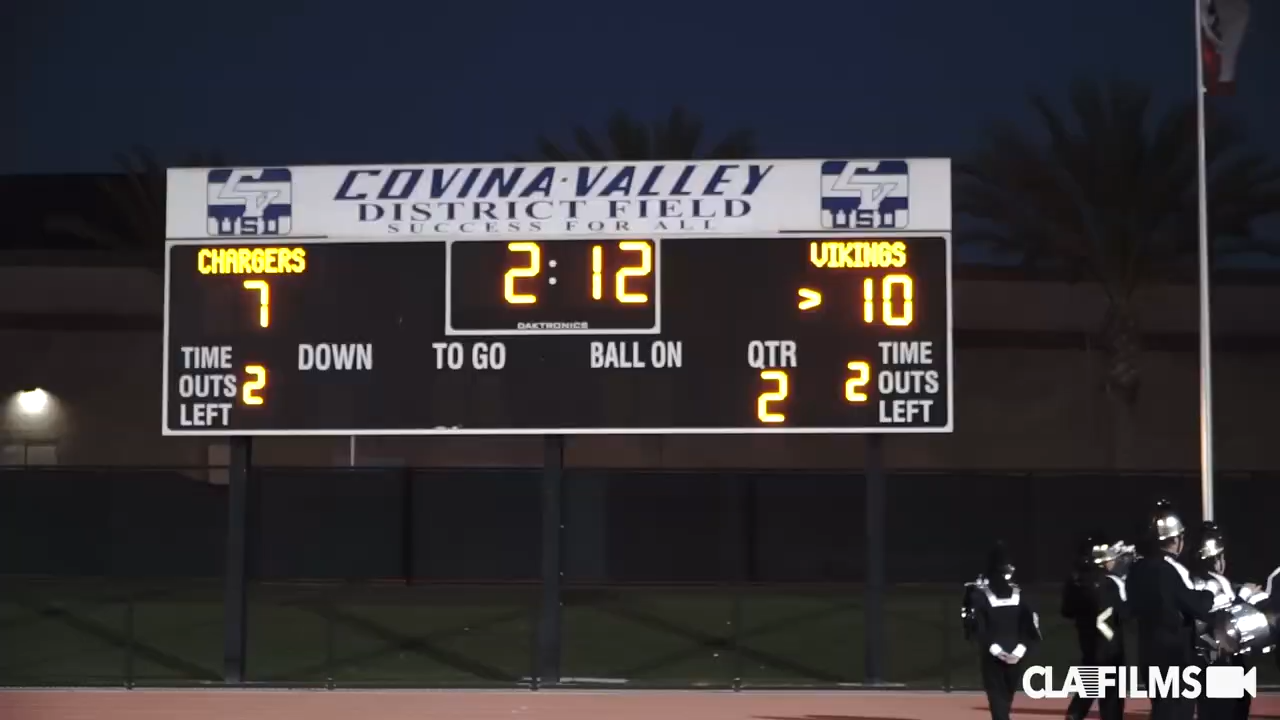 COVINA-VALLEY
DISTRICT FIELD
SUCCESS FOR ALL
CV
USD
CV
USD
CHARGERS
7
2:12
VIKINGS
> 10
DAKTRONICS
TIME
OUTS 2
LEFT
DOWN
TO GO
BALL ON
QTR
2
TIME
2 OUTS
LEFT
CLAFILMS